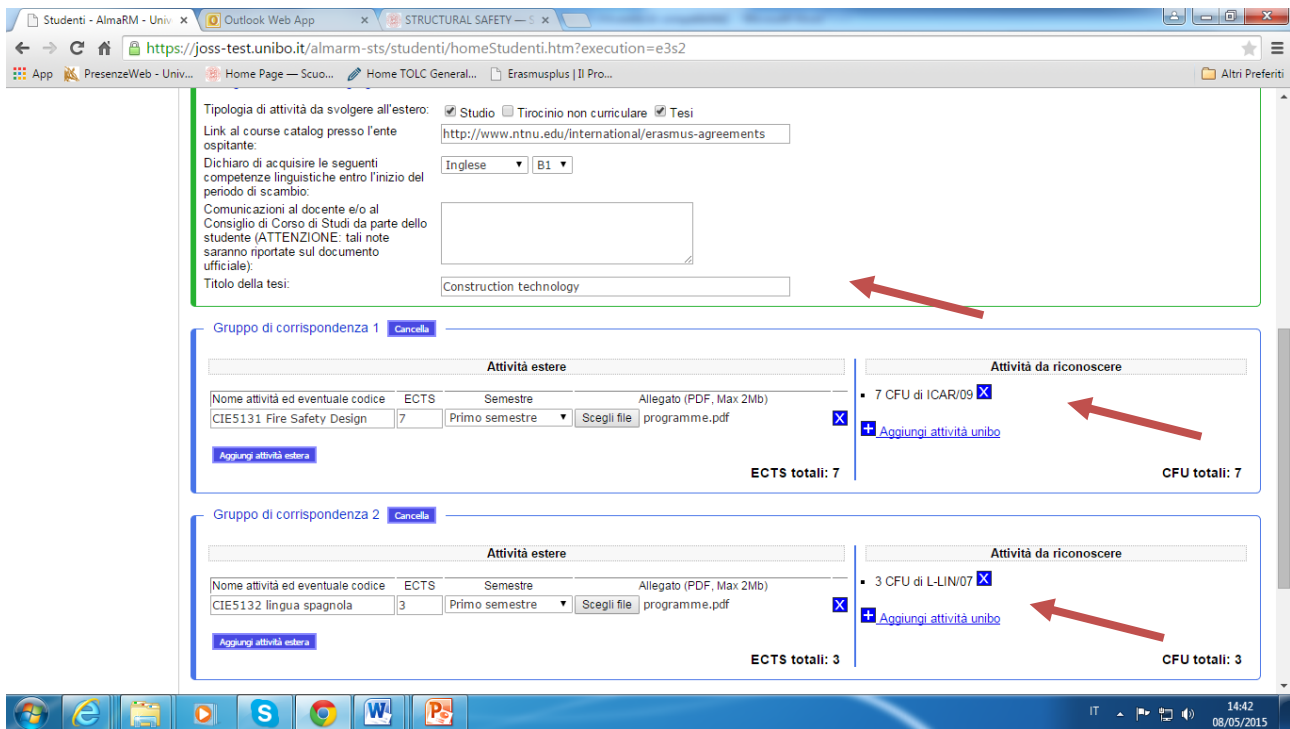 Studenti - AlmaRM - Univ
Outlook Web App
STRUCTURAL SAFETY — S
https://joss-test.unibo.it/almarm-sts/studenti/homeStudenti.htm?execution=e3s2
App
PresenzeWeb - Univ...
Home Page — Scuo...
Home TOLC General...
Erasmusplus | Il Pro...
Altri Preferiti
Tipologia di attività da svolgere all'estero:
Studio
Tirocinio non curriculare
Tesi
Link al course catalog presso l'ente
ospitante:
http://www.ntnu.edu/international/erasmus-agreements
Dichiaro di acquisire le seguenti
competenze linguistiche entro l'inizio del
periodo di scambio:
Inglese
B1
Comunicazioni al docente e/o al
Consiglio di Corso di Studi da parte dello
studente (ATTENZIONE: tali note
saranno riportate sul documento
ufficiale):
Titolo della tesi:
Construction technology
Gruppo di corrispondenza 1
Cancella
Attività estere
Attività da riconoscere
Nome attività ed eventuale codice
ECTS
Semestre
Allegato (PDF, Max 2Mb)
7 CFU di ICAR/09
X
CIE5131 Fire Safety Design
7
Primo semestre
Scegli file
programme.pdf
X
Aggiungi attività unibo
Aggiungi attività estera
ECTS totali: 7
CFU totali: 7
Gruppo di corrispondenza 2
Cancella
Attività estere
Attività da riconoscere
Nome attività ed eventuale codice
ECTS
Semestre
Allegato (PDF, Max 2Mb)
3 CFU di L-LIN/07
X
CIE5132 lingua spagnola
3
Primo semestre
Scegli file
programme.pdf
X
Aggiungi attività unibo
Aggiungi attività estera
ECTS totali: 3
CFU totali: 3
IT
14:42
08/05/2015